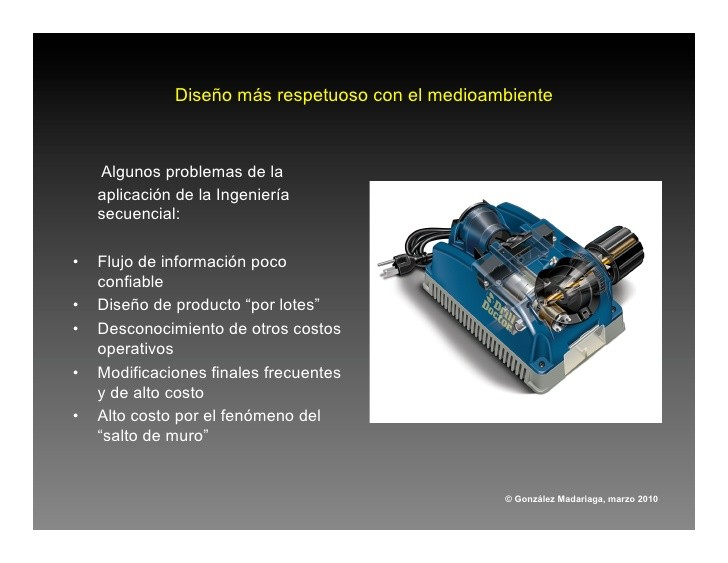 Diseño más respetuoso con el medioambiente
Algunos problemas de la
aplicación de la Ingeniería
secuencial:
• Flujo de información poco
confiable
• Diseño de producto “por lotes”
• Desconocimiento de otros costos
operativos
• Modificaciones finales frecuentes
y de alto costo
• Alto costo por el fenómeno del
“salto de muro”
Drill
Doctor
© González Madariaga, marzo 2010